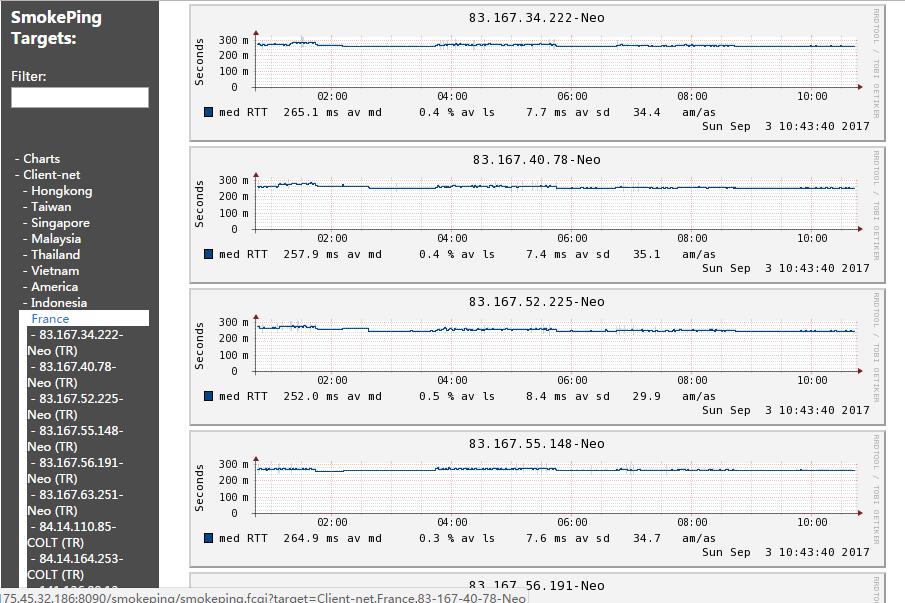 SmokePing
Targets:
Filter:
- Charts
- Client-net
- Hongkong
- Taiwan
- Singapore
- Malaysia
- Thailand
- Vietnam
- America
- Indonesia
France
- 83.167.34.222-
Neo (TR)
- 83.167.40.78-
Neo (TR)
- 83.167.52.225-
Neo (TR)
- 83.167.55.148-
Neo (TR)
- 83.167.56.191-
Neo (TR)
- 83.167.63.251-
Neo (TR)
- 84.14.110.85-
COLT (TR)
- 84.14.164.253-
COLT (TR)
83.167.34.222-Neo
RRDTOOL / TOBI OETIKER
Seconds
300 m
200 m
100 m
0
02:00 04:00 06:00 08:00 10:00
med RTT 265.1 ms av md 0.4 % av ls 7.7 ms av sd 34.4 am/as
Sun Sep 3 10:43:40 2017
83.167.40.78-Neo
RRDTOOL / TOBI OETIKER
Seconds
300 m
200 m
100 m
0
02:00 04:00 06:00 08:00 10:00
med RTT 257.9 ms av md 0.4 % av ls 7.4 ms av sd 35.1 am/as
Sun Sep 3 10:43:40 2017
83.167.52.225-Neo
RRDTOOL / TOBI OETIKER
Seconds
300 m
200 m
100 m
0
02:00 04:00 06:00 08:00 10:00
med RTT 252.0 ms av md 0.5 % av ls 8.4 ms av sd 29.9 am/as
Sun Sep 3 10:43:40 2017
83.167.55.148-Neo
RRDTOOL / TOBI OETIKER
Seconds
300 m
200 m
100 m
0
02:00 04:00 06:00 08:00 10:00
med RTT 264.9 ms av md 0.3 % av ls 7.6 ms av sd 34.7 am/as
Sun Sep 3 10:43:40 2017
83.167.56.191-Neo
175.45.32.186:8090/smokeping/smokeping.fcgi?target=Client-net.France.83-167-40-78-Neo